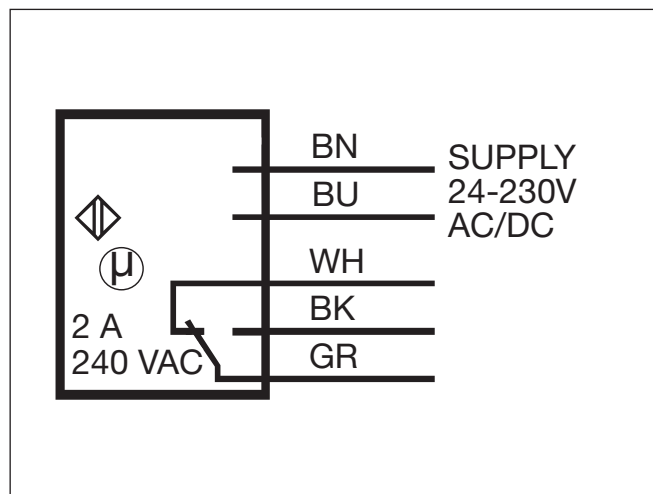 BN
SUPPLY
BU
24-230V
AC/DC
WH
µ
BK
2 A
GR
240 VAC